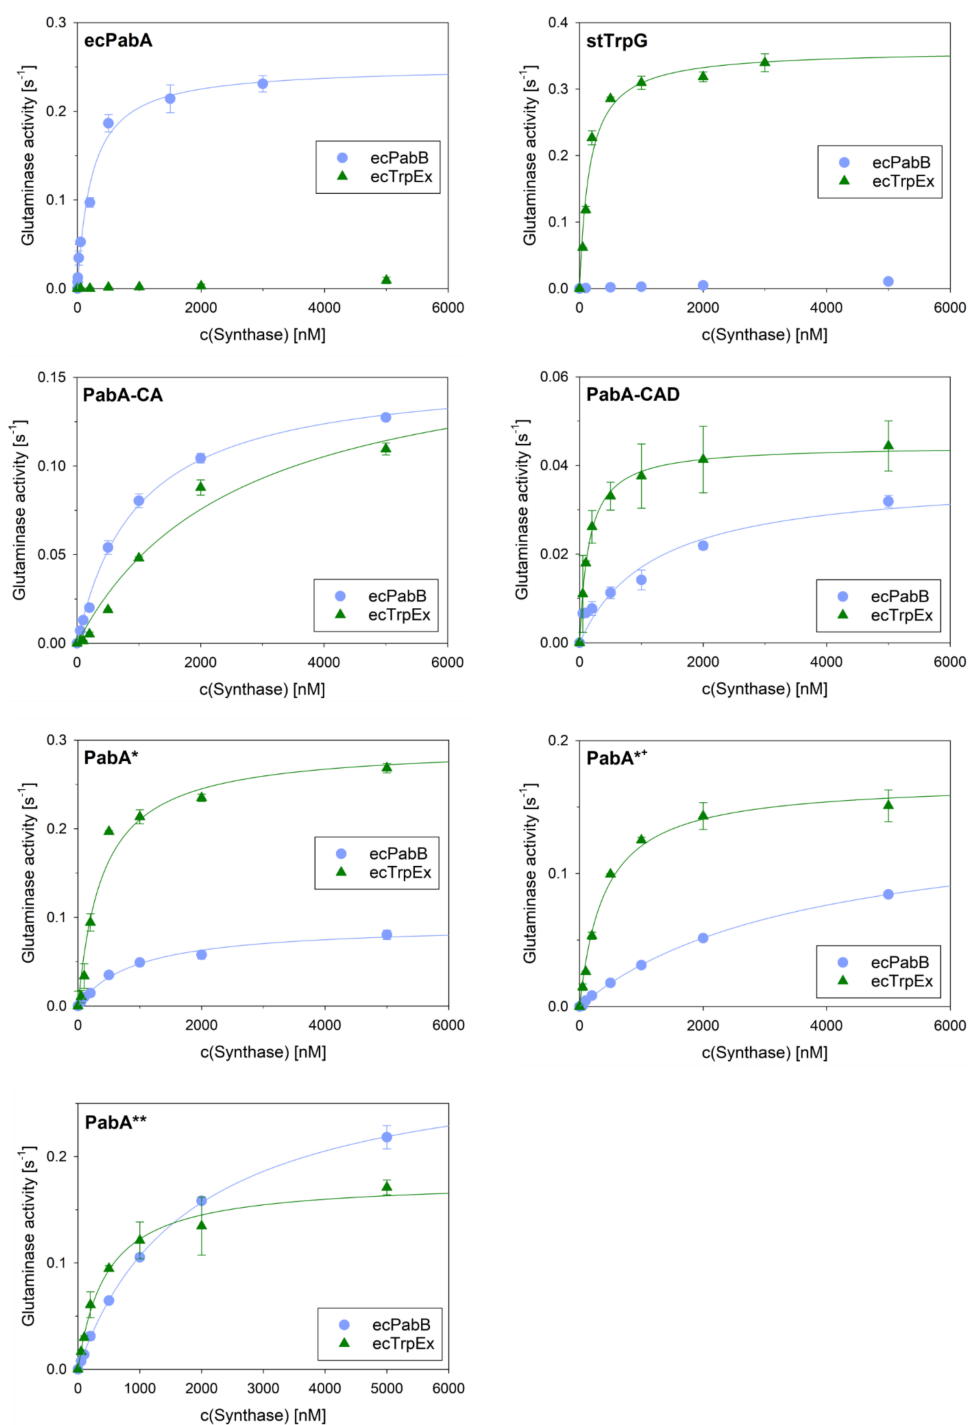 ecPabA
Glutaminase activity [s⁻¹]
0.3
0.2
0.1
0.0
ecPabB
ecTrpEx
0 2000 4000 6000
c(Synthase) [nM]
stTrpG
Glutaminase activity [s⁻¹]
0.4
0.3
0.2
0.1
0.0
ecPabB
ecTrpEx
0 2000 4000 6000
c(Synthase) [nM]
PabA-CA
Glutaminase activity [s⁻¹]
0.15
0.10
0.05
0.00
ecPabB
ecTrpEx
0 2000 4000 6000
c(Synthase) [nM]
PabA-CAD
Glutaminase activity [s⁻¹]
0.06
0.04
0.02
0.00
ecPabB
ecTrpEx
0 2000 4000 6000
c(Synthase) [nM]
PabA*
Glutaminase activity [s⁻¹]
0.3
0.2
0.1
0.0
ecPabB
ecTrpEx
0 2000 4000 6000
c(Synthase) [nM]
PabA*⁺
Glutaminase activity [s⁻¹]
0.2
0.1
0.0
ecPabB
ecTrpEx
0 2000 4000 6000
c(Synthase) [nM]
PabA**
Glutaminase activity [s⁻¹]
0.2
0.1
0.0
ecPabB
ecTrpEx
0 1000 2000 3000 4000 5000 6000
c(Synthase) [nM]